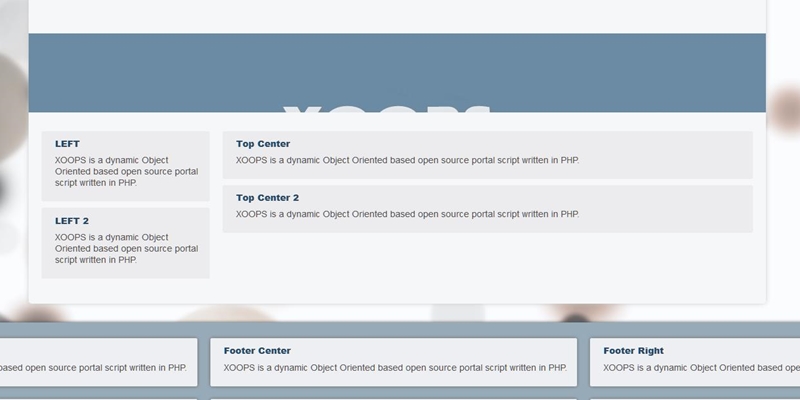 XOOPS
LEFT
XOOPS is a dynamic Object
Oriented based open source portal
script written in PHP.
LEFT 2
XOOPS is a dynamic Object
Oriented based open source portal
script written in PHP.
Top Center
XOOPS is a dynamic Object Oriented based open source portal script written in PHP.
Top Center 2
XOOPS is a dynamic Object Oriented based open source portal script written in PHP.
based open source portal script written in PHP.
Footer Center
XOOPS is a dynamic Object Oriented based open source portal script written in PHP.
Footer Right
XOOPS is a dynamic Object Oriented based open